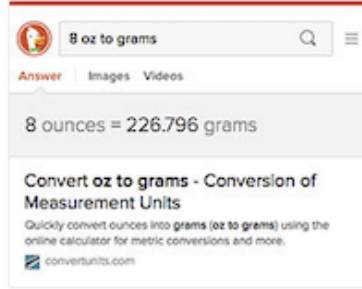 8 oz to grams
Answer Images Videos
8 ounces = 226.796 grams
Convert oz to grams - Conversion of
Measurement Units
Quickly convert ounces into grams (oz to grams) using the
online calculator for metric conversions and more.
convertunits.com